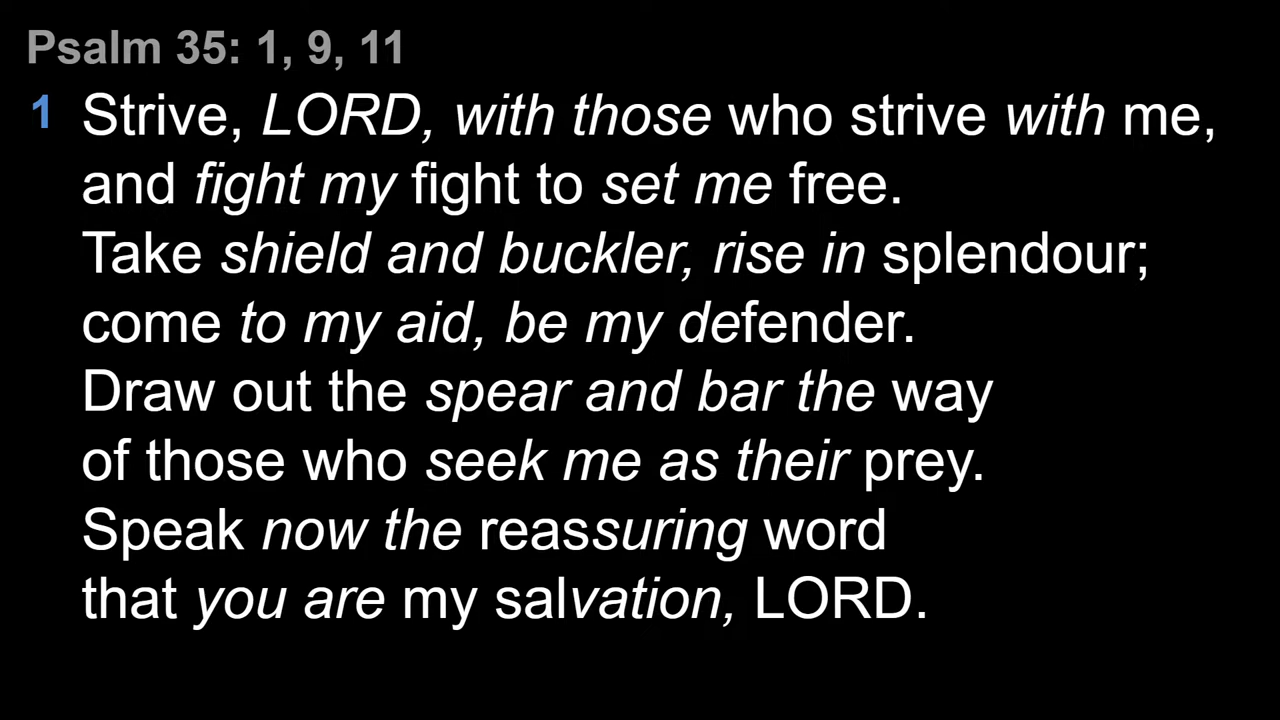 Psalm 35: 1, 9, 11
1 Strive, LORD, with those who strive with me,
and fight my fight to set me free.
Take shield and buckler, rise in splendour;
come to my aid, be my defender.
Draw out the spear and bar the way
of those who seek me as their prey.
Speak now the reassuring word
that you are my salvation, LORD.